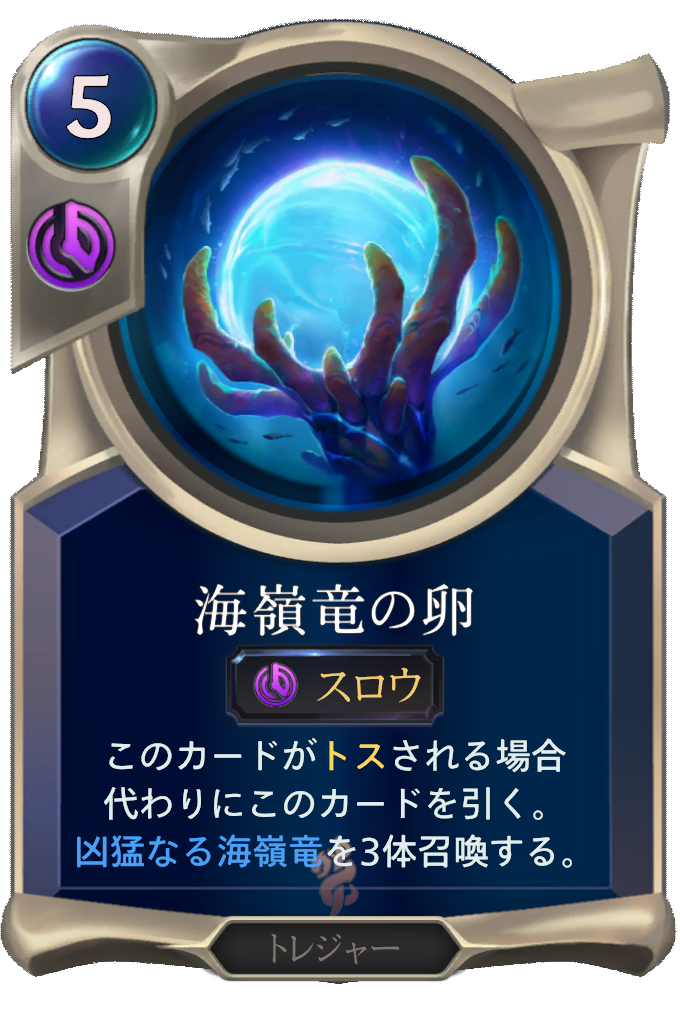 5
海嶺竜の卵
スロウ
このカードがトスされる場合
代わりにこのカードを引く。
凶猛なる海嶺竜を3体召喚する。
トレジャー